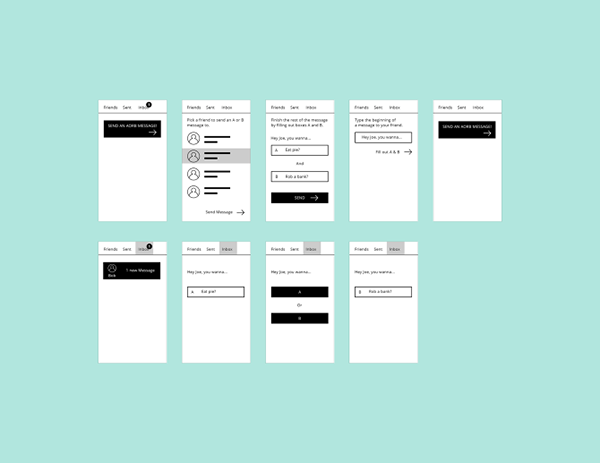 Friends Sent Inbox
SEND AN AORB MESSAGE!
Friends Sent Inbox
Pick a friend to send an A or B
message to.
Send Message
Friends Sent Inbox
Finish the rest of the message
by filling out boxes A and B.
Hey Joe, you wanna...
A Eat pie?
And
B Rob a bank?
SEND
Friends Sent Inbox
Type the beginning of
a message to your friend.
Hey Joe, you wanna...
Fill out A & B
Friends Sent Inbox
SEND AN AORB MESSAGE!
Friends Sent Inbox
1 new Message
Friends Sent Inbox
Hey Joe, you wanna...
A Eat pie?
Friends Sent Inbox
Hey Joe, you wanna...
A
Or
B
Friends Sent Inbox
Hey Joe, you wanna...
B Rob a bank?